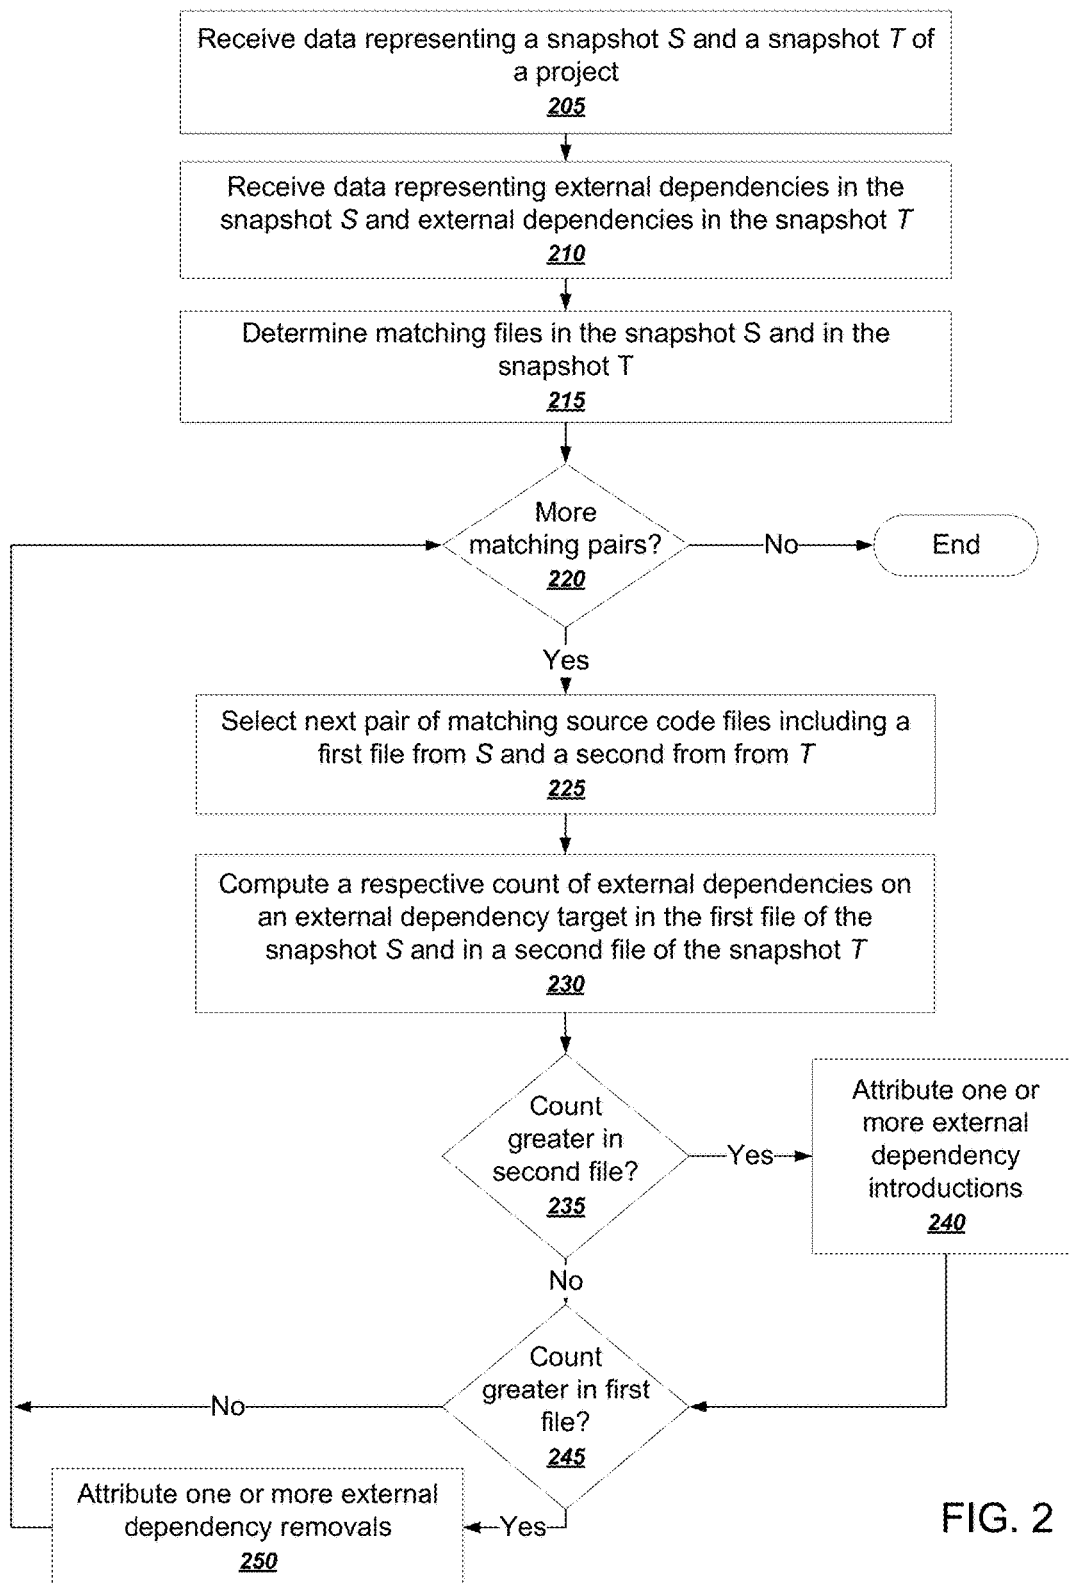 Receive data representing a snapshot S and a snapshot T of
a project
205
Receive data representing external dependencies in the
snapshot S and external dependencies in the snapshot T
210
Determine matching files in the snapshot S and in the
snapshot T
215
More
matching pairs?
220
No
End
Yes
Select next pair of matching source code files including a
first file from S and a second from from T
225
Compute a respective count of external dependencies on
an external dependency target in the first file of the
snapshot S and in a second file of the snapshot T
230
Count
greater in
second file?
235
Yes
Attribute one or
more external
dependency
introductions
240
No
Count
greater in first
file?
245
No
Yes
Attribute one or more external
dependency removals
250
FIG. 2